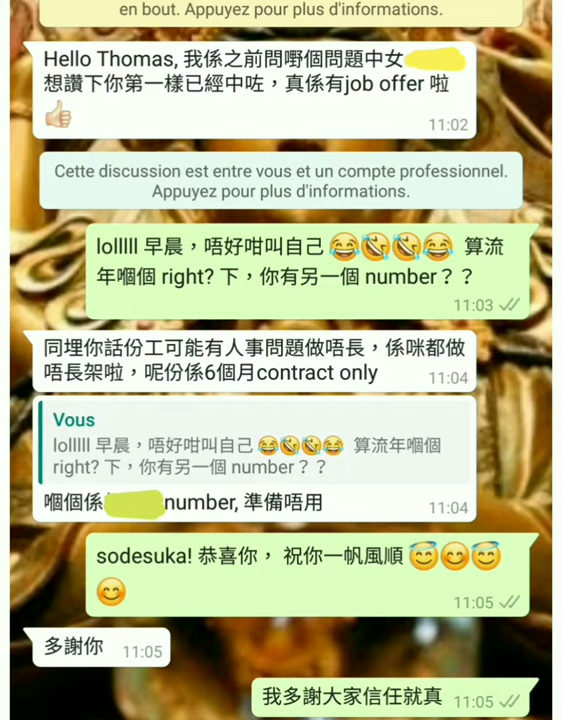 en bout. Appuyez pour plus d'informations.
Hello Thomas, 我係之前問嘢個問題中女
想讚下你第一樣已經中咗，真係有job offer 啦
👍🏻
11:02
Cette discussion est entre vous et un compte professionnel.
Appuyez pour plus d'informations.
lolllll 早晨，唔好咁叫自己 😂🤣🤣😂 算流
年嗰個 right? 下，你有另一個 number？？
11:03
同埋你話份工可能有人事問題做唔長，係咪都做
唔長架啦，呢份係6個月contract only
11:04
Vous
lolllll 早晨，唔好咁叫自己 😂🤣🤣😂 算流年嗰個
right? 下，你有另一個 number？？
嗰個係 number, 準備唔用
11:04
sodesuka! 恭喜你， 祝你一帆風順 😇😊😇
😊
11:05
多謝你 11:05
我多謝大家信任就真 11:05